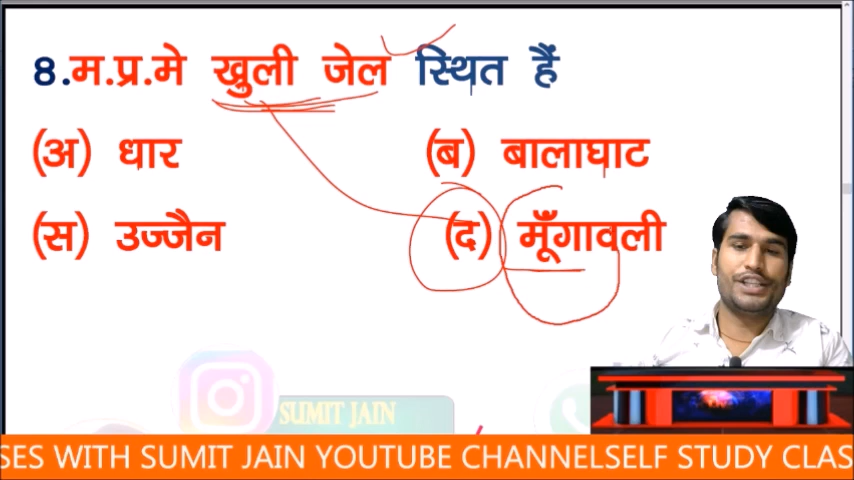 8.म.प्र.मे खुली जेल स्थित हैं
(अ) धार (ब) बालाघाट
(स) उज्जैन (द) मूँगावली
SUMIT JAIN
SES WITH SUMIT JAIN YOUTUBE CHANNELSELF STUDY CLAS